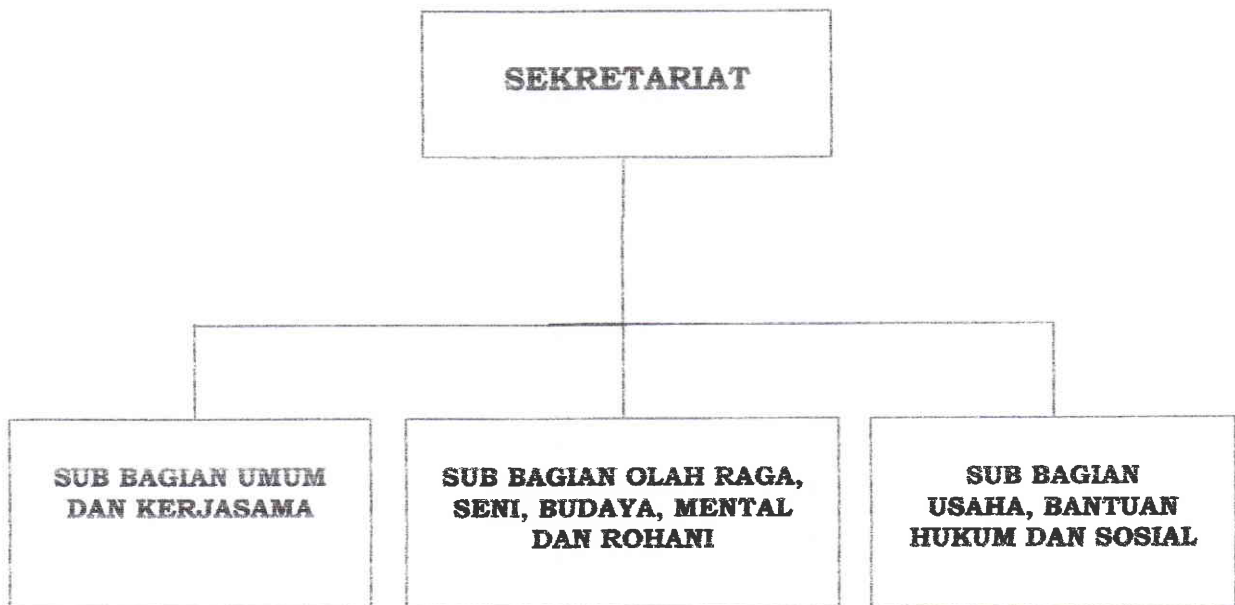 SEKRETARIAT
SUB BAGIAN UMUM
DAN KERJASAMA
SUB BAGIAN OLAH RAGA,
SENI, BUDAYA, MENTAL
DAN ROHANI
SUB BAGIAN
USAHA, BANTUAN
HUKUM DAN SOSIAL